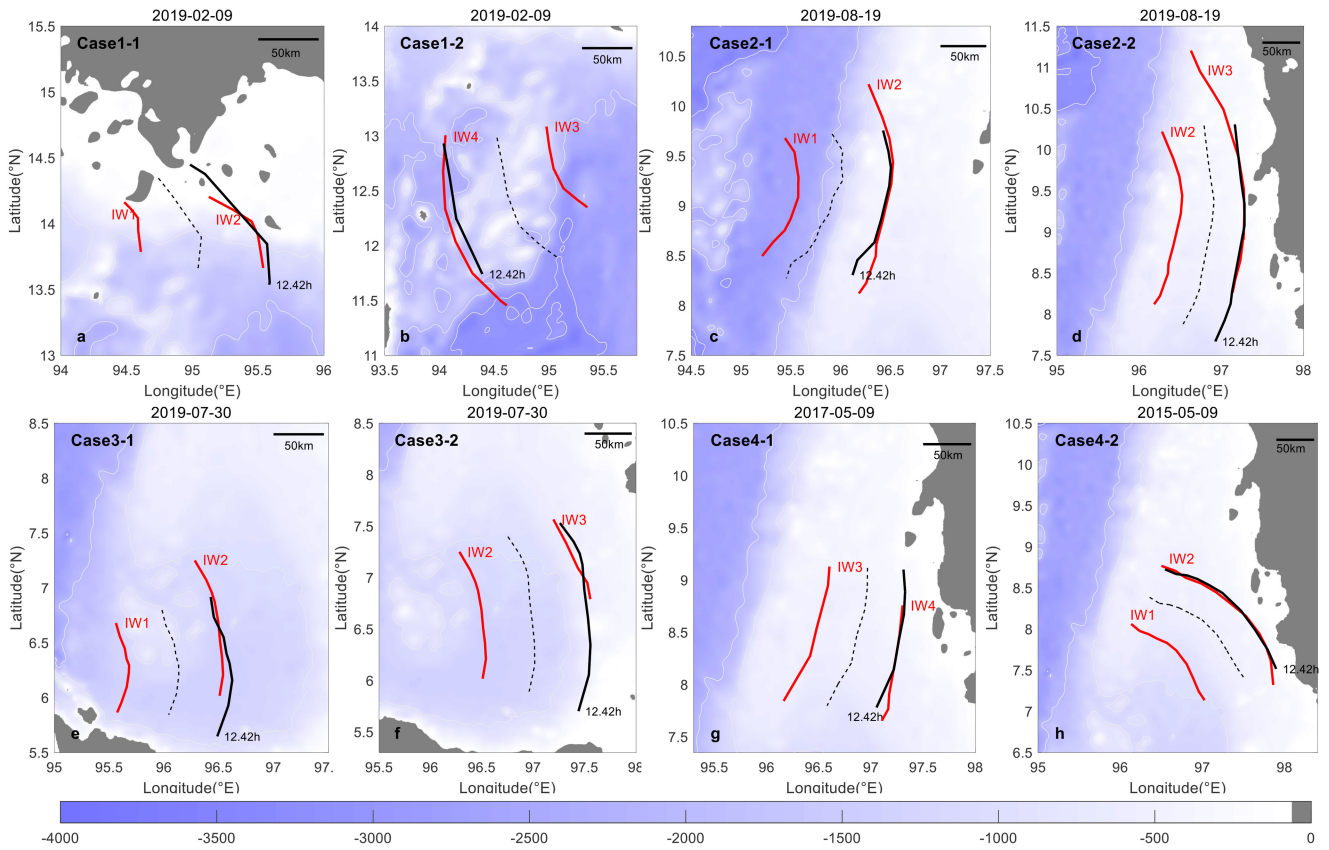 2019-02-09
Case1-1
50km
IW1
IW2
12.42h
a
15.5
15
14.5
14
13.5
13
94
94.5
95
95.5
96
Latitude(°N)
Longitude(°E)
2019-02-09
Case1-2
50km
IW4
IW3
12.42h
b
14
13.5
13
12.5
12
11.5
11
93.5
94
94.5
95
95.5
Latitude(°N)
Longitude(°E)
2019-08-19
Case2-1
50km
IW2
IW1
12.42h
c
10
9.5
9
8.5
8
7.5
94.5
95
95.5
96
96.5
97
97.5
Latitude(°N)
Longitude(°E)
2019-08-19
Case2-2
50km
IW3
IW2
12.42h
d
11.5
11
10.5
10
9.5
9
8.5
8
7.5
95
96
97
98
Latitude(°N)
Longitude(°E)
2019-07-30
Case3-1
50km
IW2
IW1
12.42h
e
8.5
8
7.5
7
6.5
6
5.5
95
95.5
96
96.5
97.
Latitude(°N)
Longitude(°E)
2019-07-30
Case3-2
50km
IW3
IW2
12.42h
f
8.5
8
7.5
7
6.5
6
5.5
95.5
96
96.5
97
97.5
98
Latitude(°N)
Longitude(°E)
2017-05-09
Case4-1
50km
IW3
IW4
12.42h
g
10.5
10
9.5
9
8.5
8
7.5
95.5
96
96.5
97
97.5
98
Latitude(°N)
Longitude(°E)
2015-05-09
Case4-2
50km
IW2
IW1
12.42h
h
10.5
10
9.5
9
8.5
8
7.5
7
6.5
95
96
97
98
Latitude(°N)
Longitude(°E)
-4000
-3500
-3000
-2500
-2000
-1500
-1000
-500
0